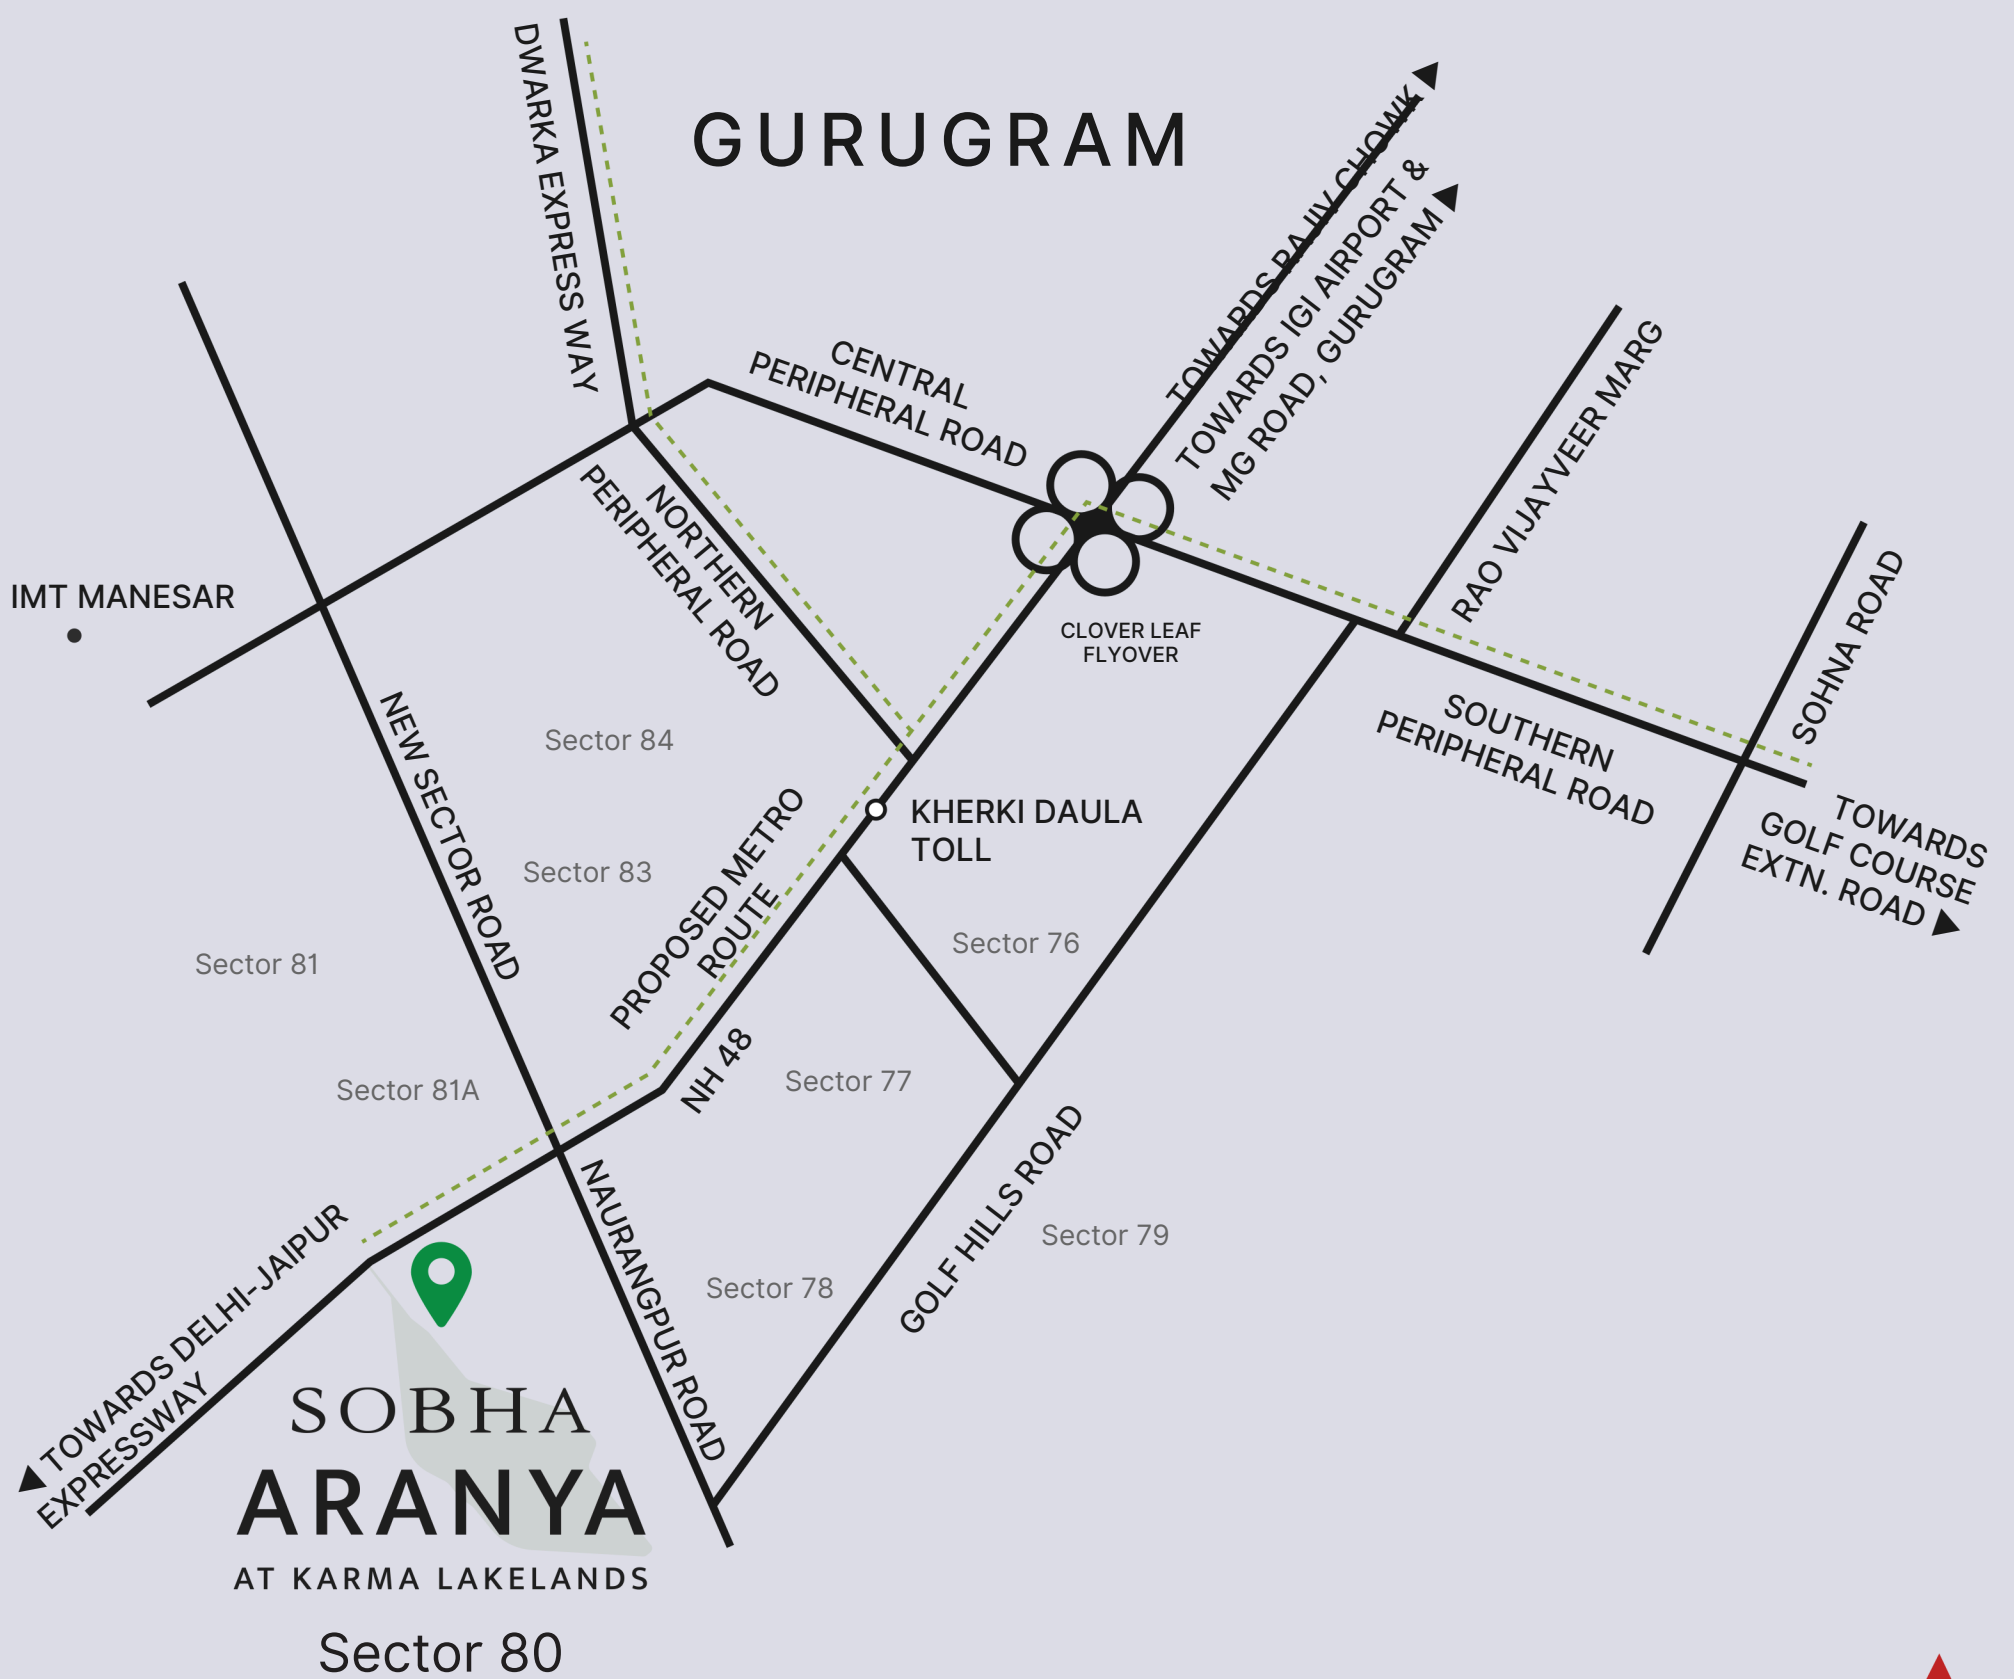 DWARKA EXPRESS WAY
GURUGRAM
TOWARDS RAJIV CHOWK
TOWARDS IGI AIRPORT &
MG ROAD, GURUGRAM
CENTRAL
PERIPHERAL ROAD
RAO VIJAYVEER MARG
NORTHERN
PERIPHERAL ROAD
IMT MANESAR
CLOVER LEAF
FLYOVER
SOHNA ROAD
SOUTHERN
PERIPHERAL ROAD
TOWARDS
GOLF COURSE
EXTN. ROAD
NEW SECTOR ROAD
Sector 84
KHERKI DAULA
TOLL
Sector 83
PROPOSED METRO
ROUTE
Sector 76
Sector 81
NH 48
Sector 77
Sector 81A
GOLF HILLS ROAD
Sector 79
NAURANGPUR ROAD
Sector 78
TOWARDS DELHI-JAIPUR
EXPRESSWAY
SOBHA
ARANYA
AT KARMA LAKELANDS
Sector 80